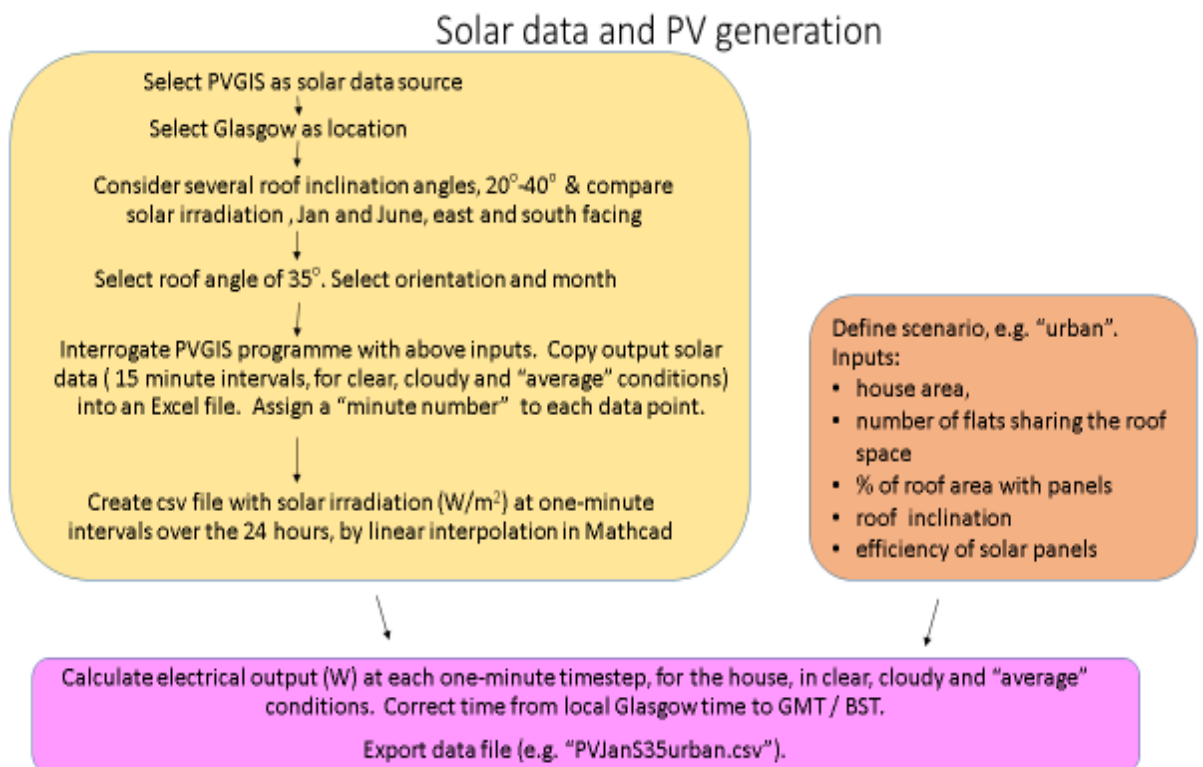 Solar data and PV generation
Select PVGIS as solar data source
Select Glasgow as location
Consider several roof inclination angles, 20°-40° & compare
solar irradiation , Jan and June, east and south facing
Select roof angle of 35°. Select orientation and month
Interrogate PVGIS programme with above inputs.  Copy output solar
data ( 15 minute intervals, for clear, cloudy and “average” conditions)
into an Excel file.  Assign a “minute number”  to each data point.
Create csv file with solar irradiation (W/m²) at one-minute
intervals over the 24 hours, by linear interpolation in Mathcad
Define scenario, e.g. “urban”.
Inputs:
• house area,
• number of flats sharing the roof
space
• % of roof area with panels
• roof  inclination
• efficiency of solar panels
Calculate electrical output (W) at each one-minute timestep, for the house, in clear, cloudy and “average”
conditions.  Correct time from local Glasgow time to GMT / BST.
Export data file (e.g. “PVJanS35urban.csv”).